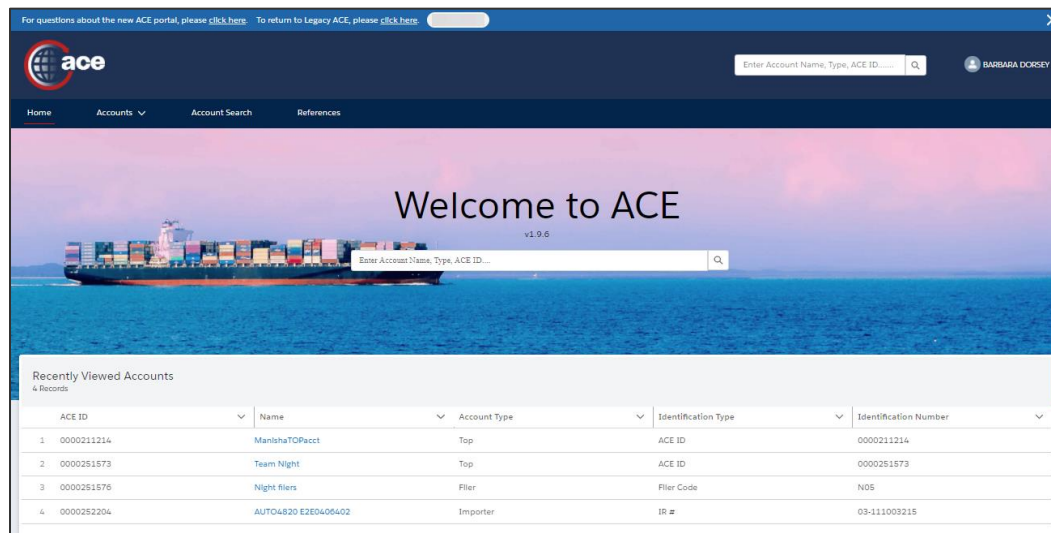 For questions about the new ACE portal, please click here. To return to Legacy ACE, please click here.
ace
Enter Account Name, Type, ACE ID......
BARBARA DORSEY
Home Accounts Account Search References
Welcome to ACE
v1.9.6
Enter Account Name, Type, ACE ID....
Recently Viewed Accounts
4 Records
ACE ID Name Account Type Identification Type Identification Number
1 0000211214 ManishaTOPacct Top ACE ID 0000211214
2 0000251573 Team Night Top ACE ID 0000251573
3 0000251576 Night filers Filer Filer Code N05
4 0000252204 AUTO4820 E2E0406402 Importer IR # 03-111003215